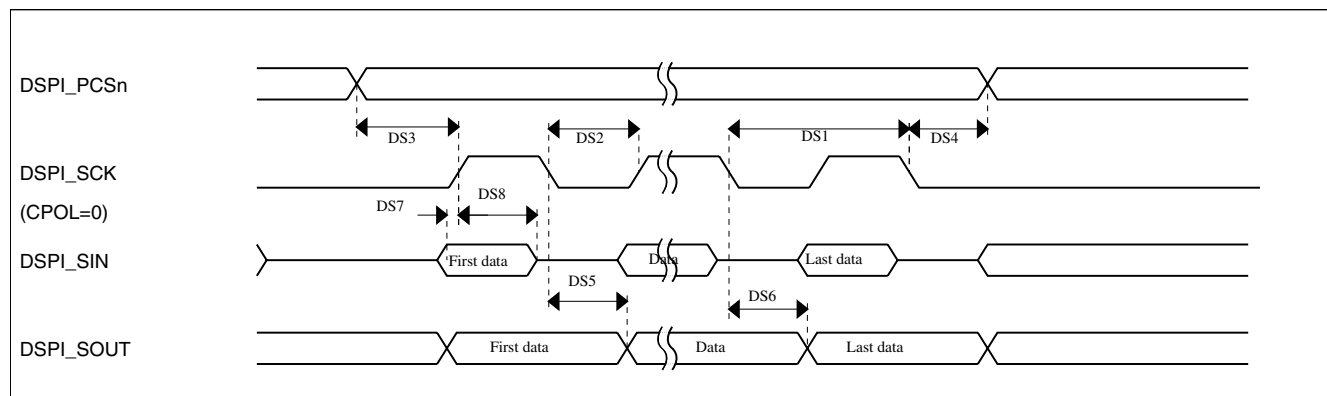 DSPI_PCSn
DS3
DS2
DS1
DS4
DSPI_SCK
(CPOL=0)
DS7
DS8
DSPI_SIN
First data
Data
Last data
DS5
DS6
DSPI_SOUT
First data
Data
Last data